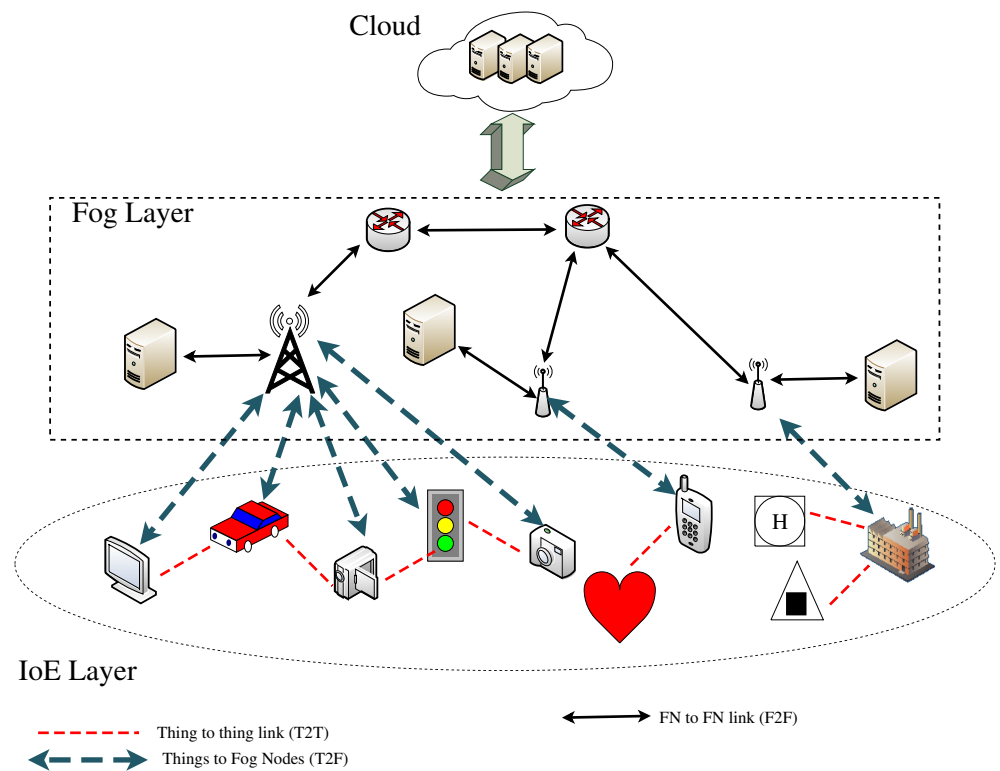 Cloud
Fog Layer
H
IoE Layer
Thing to thing link (T2T)
FN to FN link (F2F)
Things to Fog Nodes (T2F)